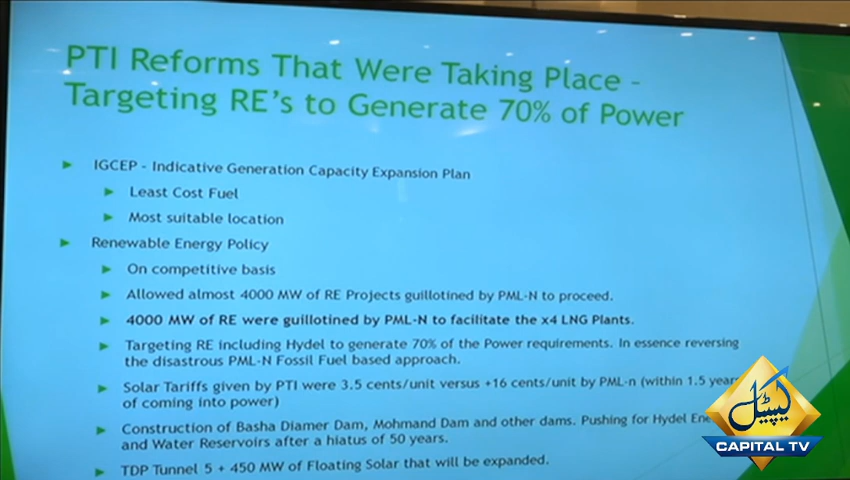 PTI Reforms That Were Taking Place –
Targeting RE's to Generate 70% of Power
IGCEP – Indicative Generation Capacity Expansion Plan
Least Cost Fuel
Most suitable location
Renewable Energy Policy
On competitive basis
Allowed almost 4000 MW of RE Projects guillotined by PML-N to proceed.
4000 MW of RE were guillotined by PML-N to facilitate the x4 LNG Plants.
Targeting RE including Hydel to generate 70% of the Power requirements. In essence reversing
the disastrous PML-N Fossil Fuel based approach.
Solar Tariffs given by PTI were 3.5 cents/unit versus +16 cents/unit by PML-n (within 1.5
of coming into power)
Construction of Basha Diamer Dam, Mohmand Dam and other dams. Pushing for Hydel
and Water Reservoirs after a hiatus of 50 years.
TDP Tunnel 5 + 450 MW of Floating Solar that will be expanded.
کیپیٹل
CAPITAL TV